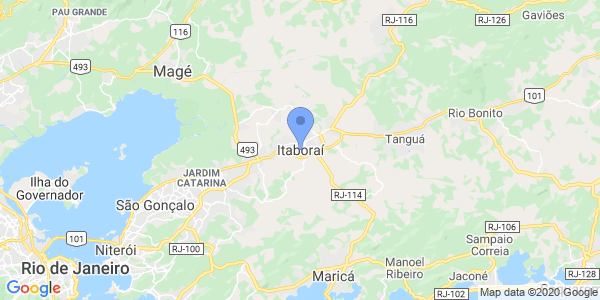 PAU GRANDE
RJ-116
RJ-126
Gaviões
116
493
Magé
101
Rio Bonito
Tanguá
493
Itaboraí
JARDIM
CATARINA
Ilha do
Governador
RJ-114
São Gonçalo
RJ-106
101
Niterói
RJ-100
Sampaio
Correia
Rio de Janeiro
Manoel
Ribeiro
Maricá
Jaconé
RJ-128
Google
RJ-102
Map data ©2020 Google